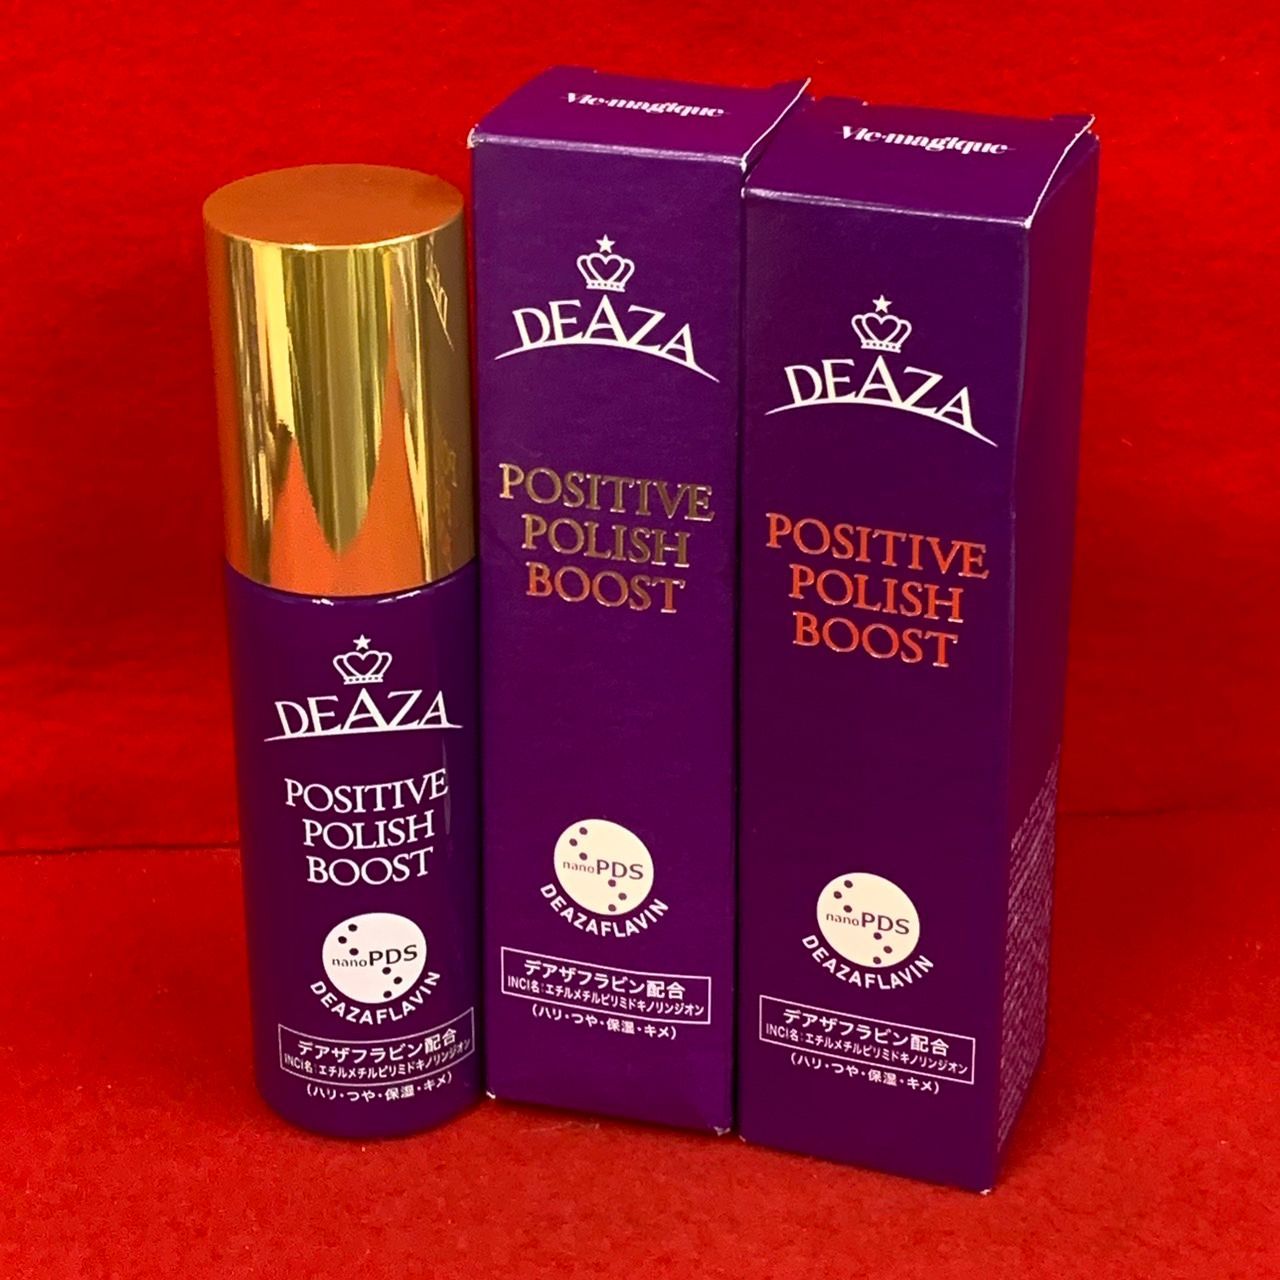 Vie-magique
Vie-magique
DEAZA
POSITIVE
POLISH
BOOST
nanoPDS
DEAZAFLAVIN
デアザフラビン配合
INCI名:エチルメチルピリミドキノリンジオン
(ハリ・つや・保湿・キメ)
DEAZA
POSITIVE
POLISH
BOOST
nanoPDS
DEAZAFLAVIN
デアザフラビン配合
INCI名:エチルメチルピリミドキノリンジオン
(ハリ・つや・保湿・キメ)
DEAZA
POSITIVE
POLISH
BOOST
nanoPDS
DEAZAFLAVIN
デアザフラビン配合
INCI名:エチルメチルピリミドキノリンジオン
(ハリ・つや・保湿・キメ)